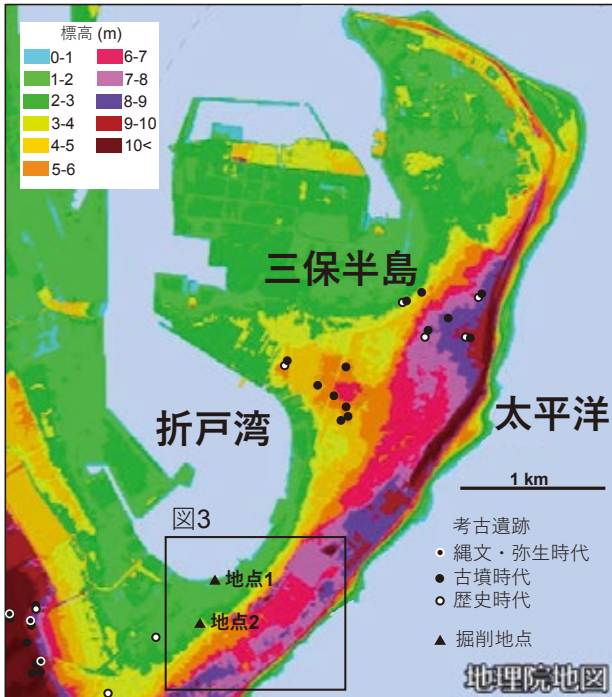 標高 (m)
0-1
1-2
2-3
3-4
4-5
5-6
6-7
7-8
8-9
9-10
10<
三保半島
折戸湾
太平洋
1 km
図3
地点1
地点2
考古遺跡
縄文・弥生時代
古墳時代
歴史時代
掘削地点
地理院地図